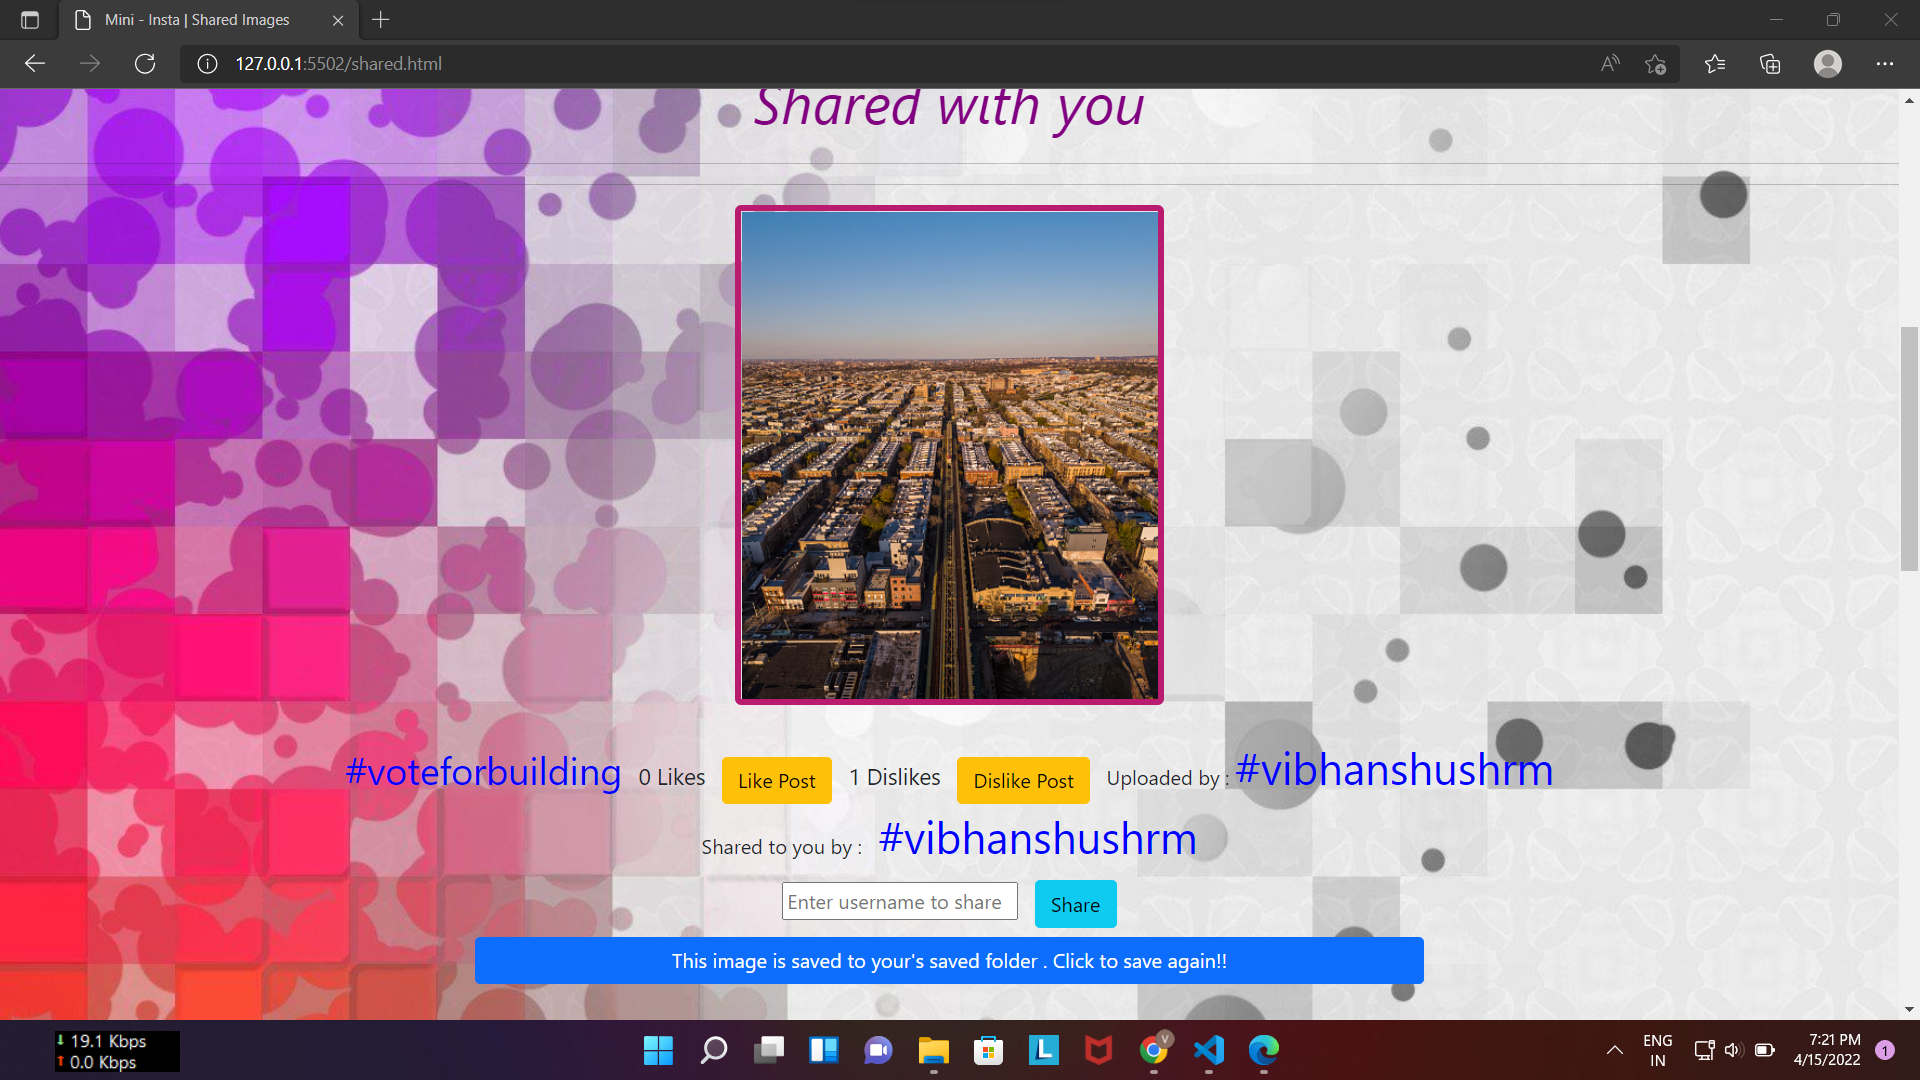 Mini - Insta | Shared Images
127.0.0.1:5502/shared.html
Shared with you
#voteforbuilding 0 Likes Like Post 1 Dislikes Dislike Post Uploaded by : #vibhanshushrm
Shared to you by : #vibhanshushrm
Enter username to share Share
This image is saved to your's saved folder . Click to save again!!
19.1 Kbps
0.0 Kbps
L
V
ENG
IN
7:21 PM
4/15/2022
1